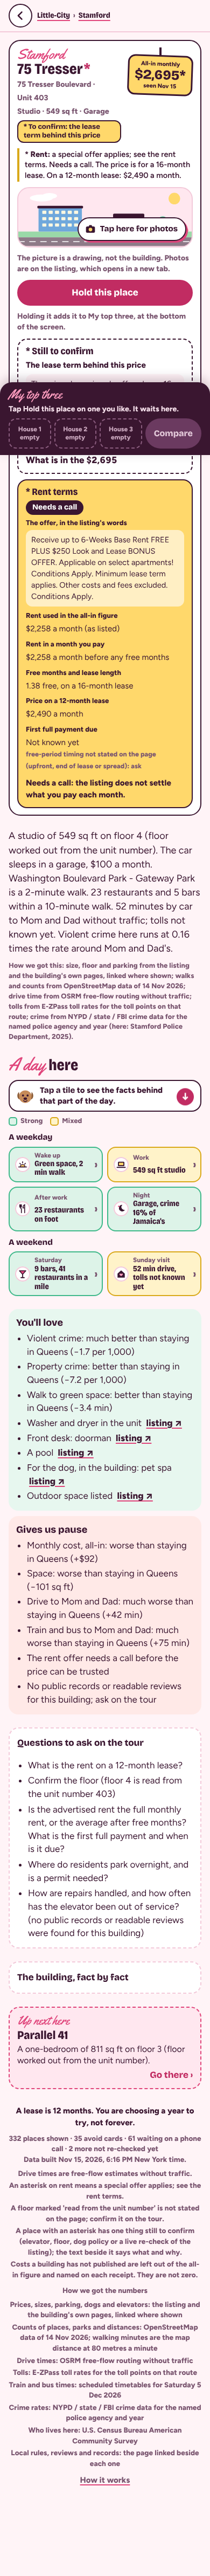 Little-City › Stamford
Stamford
75 Tresser*
75 Tresser Boulevard ·
Unit 403
Studio · 549 sq ft · Garage
All-in monthly
$2,695*
seen Nov 15
* To confirm: the lease
term behind this price
* Rent: a special offer applies; see the
rent terms. Needs a call. The price is for a 16-month
lease. On a 12-month lease: $2,490 a month.
Tap here for photos
The picture is a drawing, not the building. Photos
are on the listing, which opens in a new tab.
Hold this place
Holding it adds it to My top three, at the bottom
of the screen.
* Still to confirm
The lease term behind this price
My top three
Tap Hold this place on one you like. It waits here.
House 1
empty
House 2
empty
House 3
empty
Compare
What is in the $2,695
* Rent terms
Needs a call
The offer, in the listing's words
Receive up to 6-Weeks Base Rent FREE
PLUS $250 Look and Lease BONUS
OFFER. Applicable on select apartments!
Conditions Apply. Minimum lease term
applies. Other costs and fees excluded.
Conditions Apply.
Rent used in the all-in figure
$2,258 a month (as listed)
Rent in a month you pay
$2,258 a month before any free months
Free months and lease length
1.38 free, on a 16-month lease
Price on a 12-month lease
$2,490 a month
First full payment due
Not known yet
free-period timing not stated on the page
(upfront, end of lease or spread): ask
Needs a call: the listing does not settle
what you pay each month.
A studio of 549 sq ft on floor 4 (floor
worked out from the unit number). The car
sleeps in a garage, $100 a month.
Washington Boulevard Park - Gateway Park
is a 2-minute walk. 23 restaurants and 5 bars
within a 10-minute walk. 52 minutes by car
to Mom and Dad without traffic; tolls not
known yet. Violent crime here runs at 0.16
times the rate around Mom and Dad's.
How we got this: size, floor and parking from the listing
and the building's own pages, linked where shown; walks
and counts from OpenStreetMap data of 14 Nov 2026;
drive time from OSRM free-flow routing without traffic;
tolls from E-ZPass toll rates for the toll points on that
route; crime from NYPD / state / FBI crime data for the
named police agency and year (here: Stamford Police
Department, 2025).
A day here
Tap a tile to see the facts behind
that part of the day.
Strong
Mixed
A weekday
Wake up
Green space, 2
min walk
Work
549 sq ft studio
After work
23 restaurants
on foot
Night
Garage, crime
16% of
Jamaica's
A weekend
Saturday
9 bars, 41
restaurants in a
mile
Sunday visit
52 min drive,
tolls not known
yet
You'll love
• Violent crime: much better than staying
in Queens (−1.7 per 1,000)
• Property crime: better than staying in
Queens (−7.2 per 1,000)
• Walk to green space: better than staying
in Queens (−3.4 min)
• Washer and dryer in the unit listing ↗
• Front desk: doorman listing ↗
• A pool listing ↗
• For the dog, in the building: pet spa
listing ↗
• Outdoor space listed listing ↗
Gives us pause
• Monthly cost, all-in: worse than staying
in Queens (+$92)
• Space: worse than staying in Queens
(−101 sq ft)
• Drive to Mom and Dad: much worse than
staying in Queens (+42 min)
• Train and bus to Mom and Dad: much
worse than staying in Queens (+75 min)
• The rent offer needs a call before the
price can be trusted
• No public records or readable reviews
for this building; ask on the tour
Questions to ask on the tour
• What is the rent on a 12-month lease?
• Confirm the floor (floor 4 is read from
the unit number 403)
• Is the advertised rent the full monthly
rent, or the average after free months?
What is the first full payment and when
is it due?
• Where do residents park overnight, and
is a permit needed?
• How are repairs handled, and how often
has the elevator been out of service?
(no public records or readable reviews
were found for this building)
The building, fact by fact
Up next here
Parallel 41
A one-bedroom of 811 sq ft on floor 3 (floor
worked out from the unit number).
Go there ›
A lease is 12 months. You are choosing a year to
try, not forever.
332 places shown · 35 avoid cards · 61 waiting on a phone
call · 2 more not re-checked yet
Data built Nov 15, 2026, 6:16 PM New York time.
Drive times are free-flow estimates without traffic.
An asterisk on rent means a special offer applies; see the
rent terms.
A floor marked 'read from the unit number' is not stated
on the page; confirm it on the tour.
A place with an asterisk has one thing still to confirm
(elevator, floor, dog policy or a live re-check of the
listing); the text beside it says what and why.
Costs a building has not published are left out of the all-
in figure and named on each receipt. They are not zero.
How we got the numbers
Prices, sizes, parking, dogs and elevators: the listing and
the building's own pages, linked where shown
Counts of places, parks and distances: OpenStreetMap
data of 14 Nov 2026; walking minutes are the map
distance at 80 metres a minute
Drive times: OSRM free-flow routing without traffic
Tolls: E-ZPass toll rates for the toll points on that route
Train and bus times: scheduled timetables for Saturday 5
Dec 2026
Crime rates: NYPD / state / FBI crime data for the named
police agency and year
Who lives here: U.S. Census Bureau American
Community Survey
Local rules, reviews and records: the page linked beside
each one
How it works